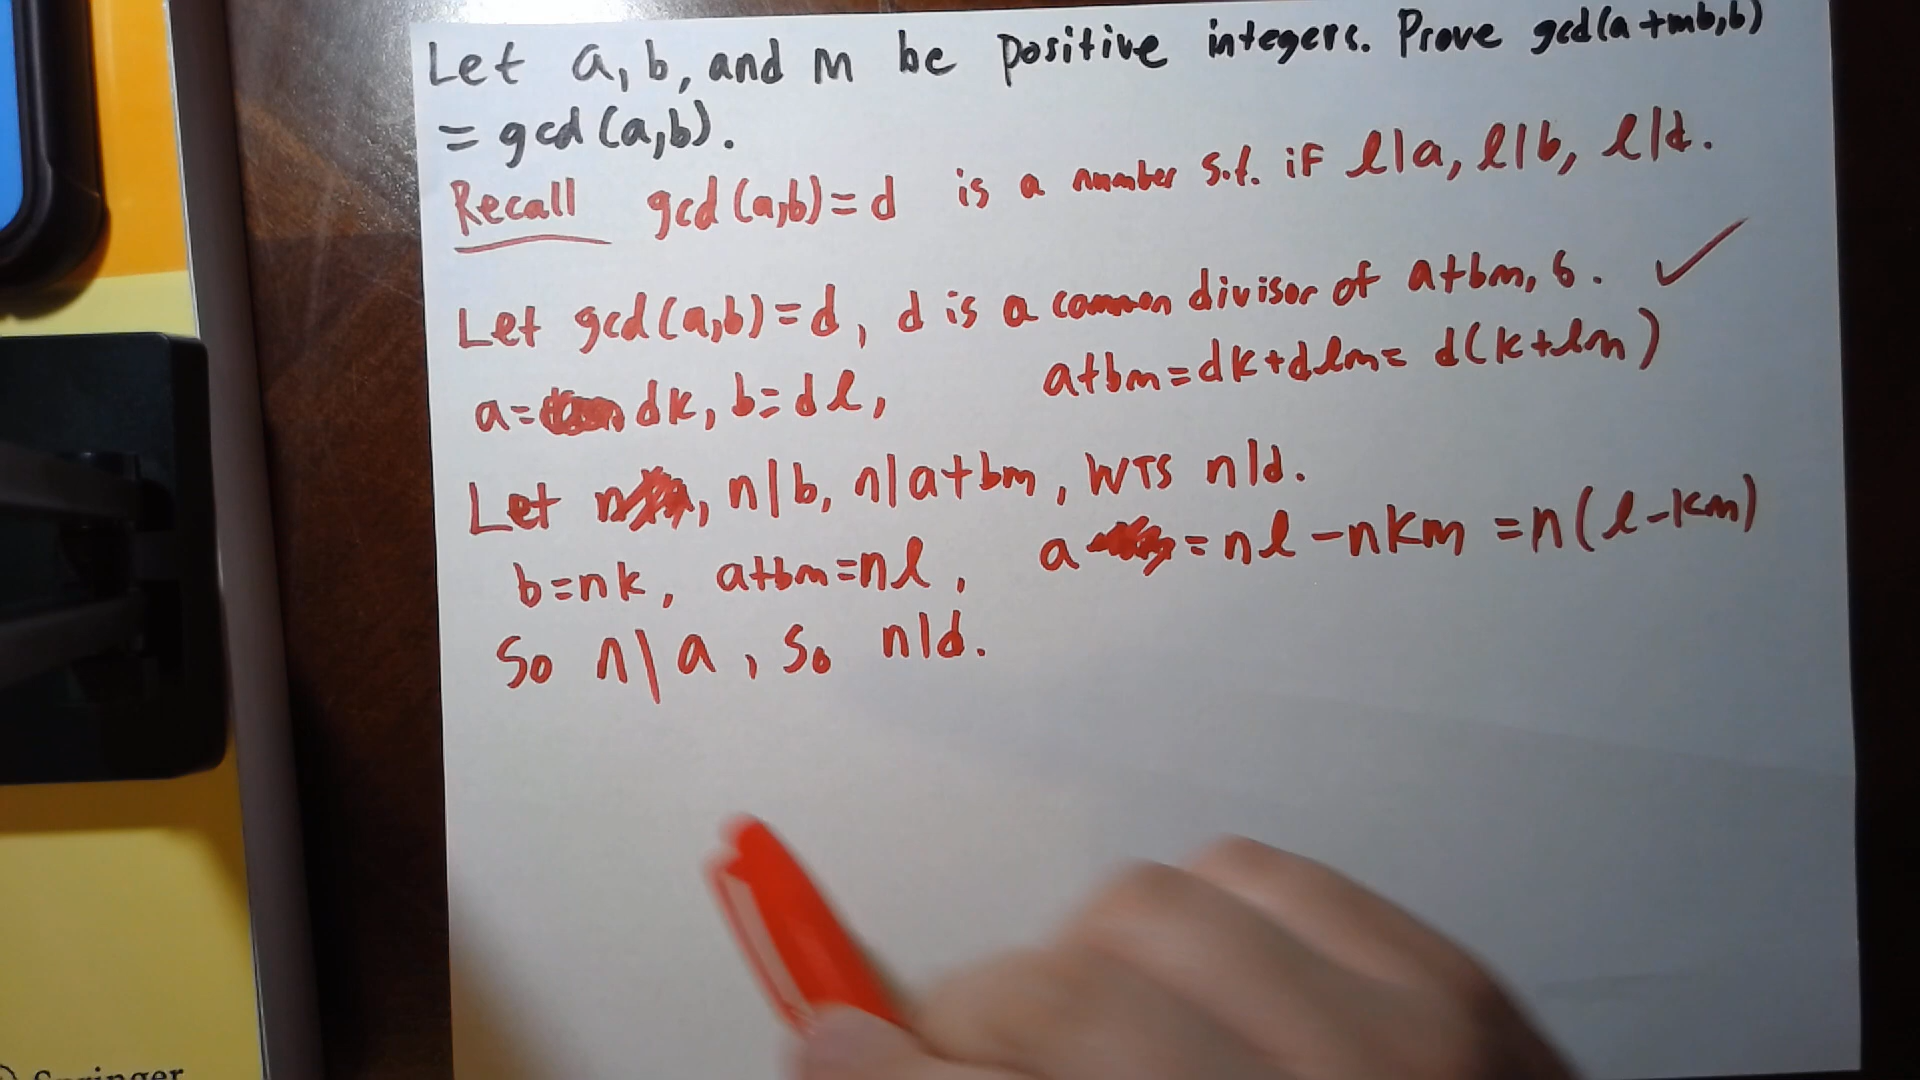 Let a, b, and m be positive integers. Prove gcd(a+mb,b)
= gcd(a,b).
Recall gcd(a,b)=d is a number s.t. if l|a, l|b, l|d.
Let gcd(a,b)=d, d is a common divisor of a+bm, b. ✓
a= dk, b=dl, a+bm=dk+dlm= d(k+lm)
Let n, n|b, n|a+bm, WTS n|d.
b=nk, a+bm=nl, a =nl-nkm =n(l-km)
So n|a, so n|d.
Springer